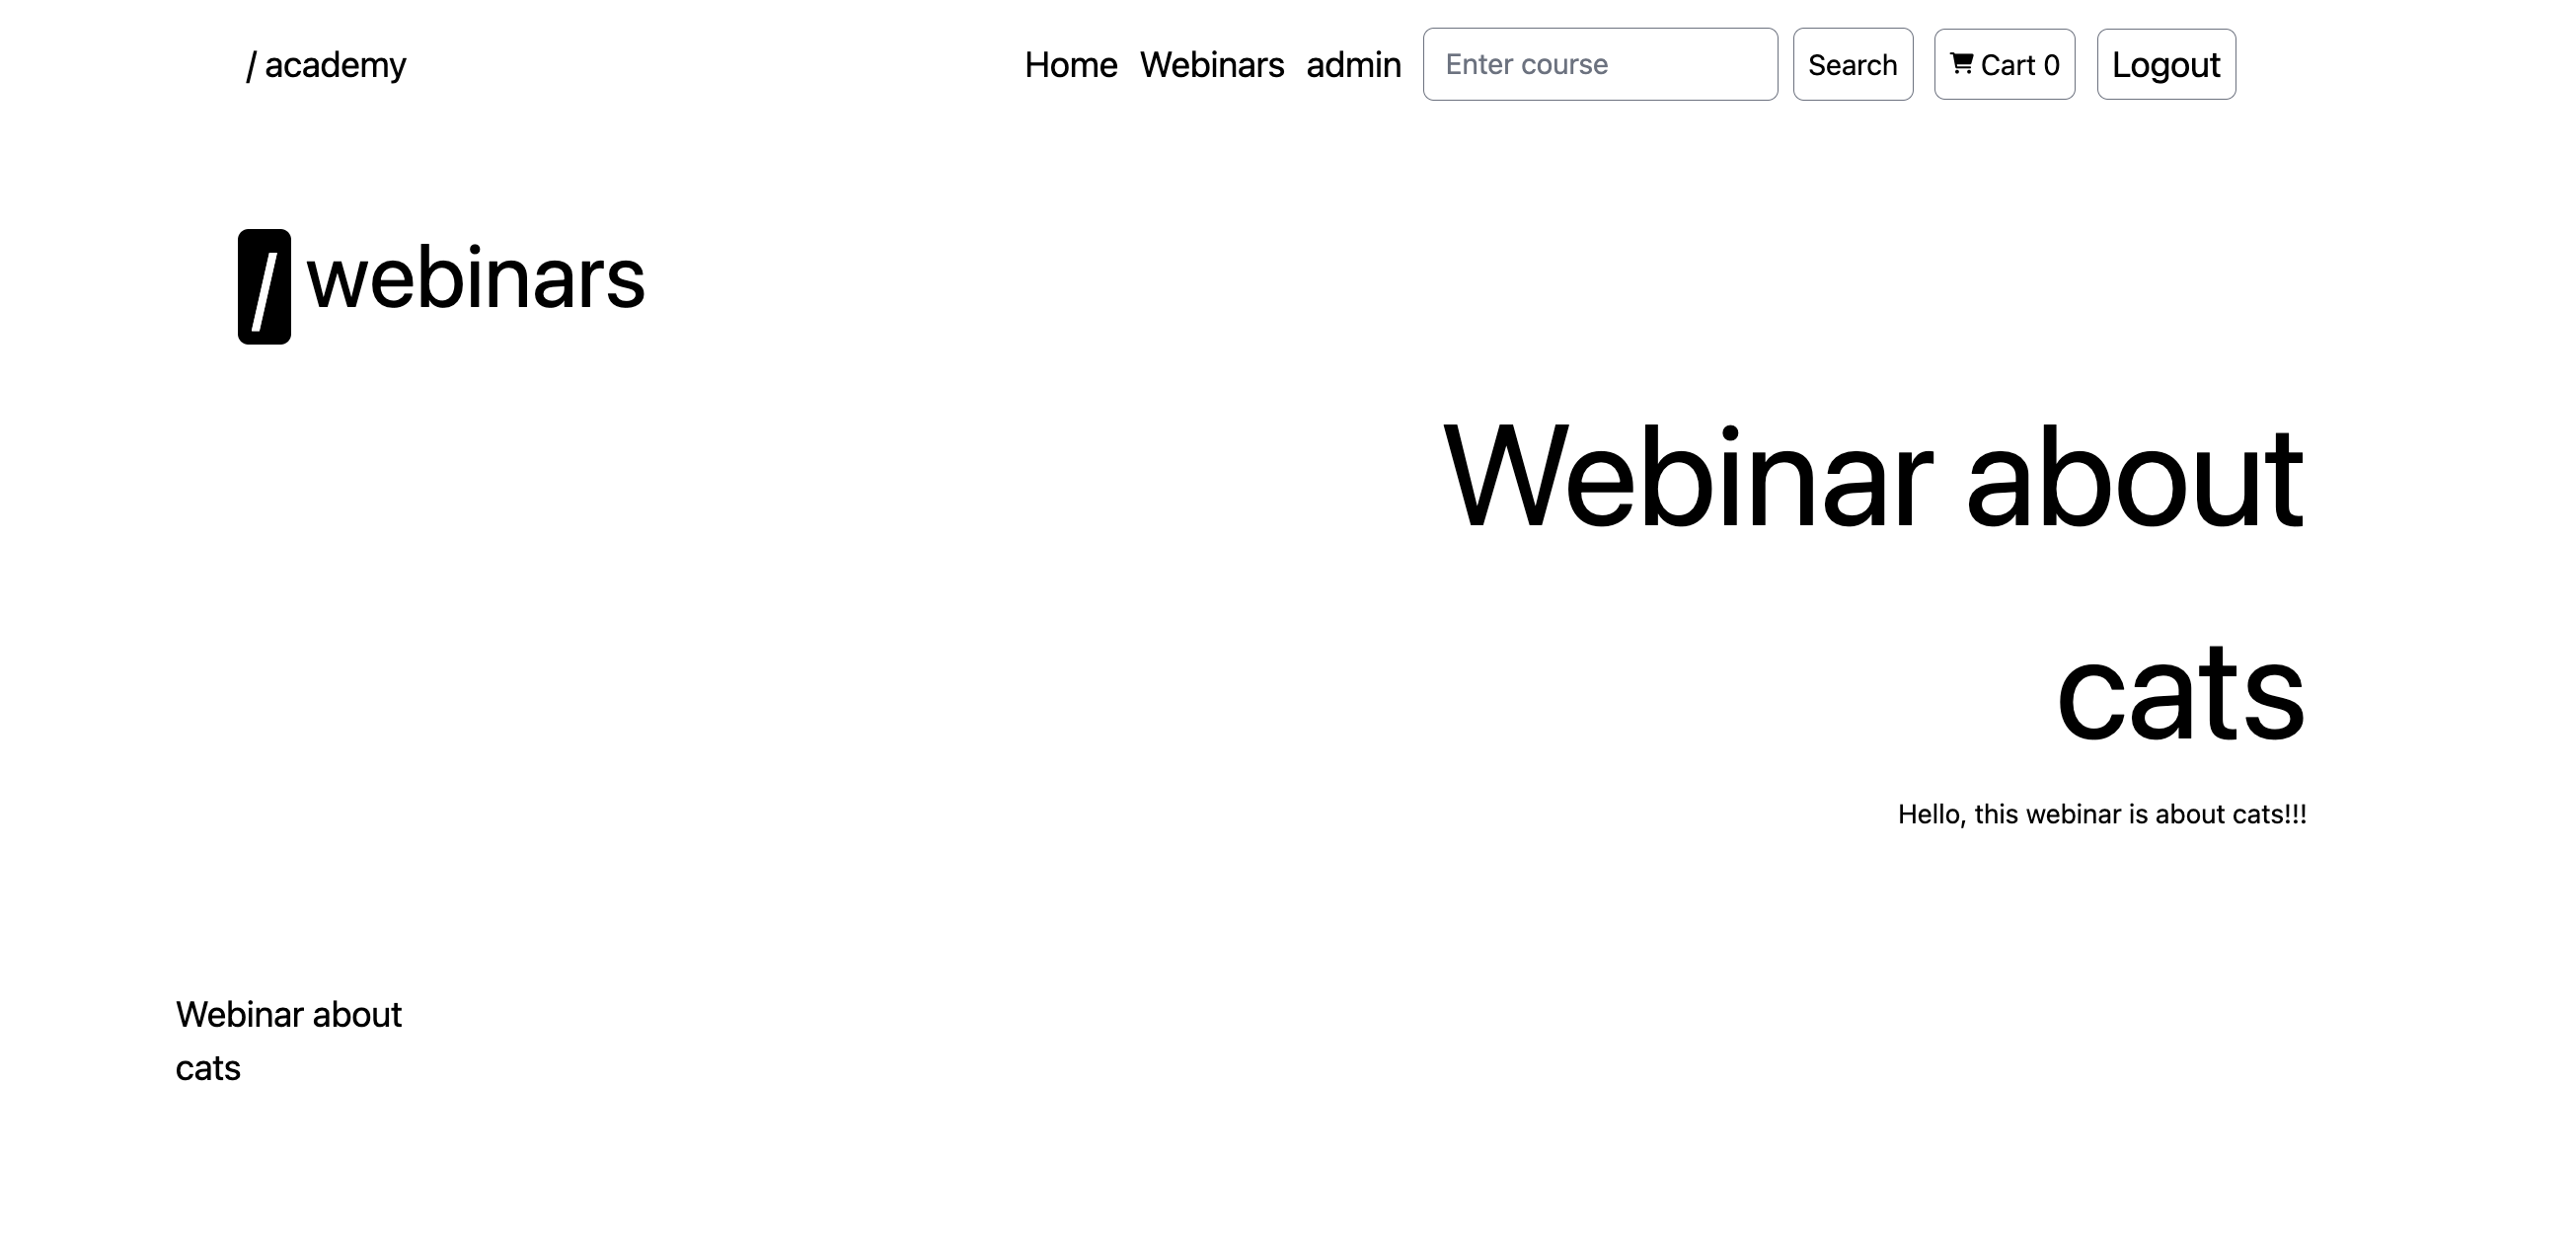 / academy
Home Webinars admin Enter course Search Cart 0 Logout
/ webinars
Webinar about
cats
Hello, this webinar is about cats!!!
Webinar about
cats